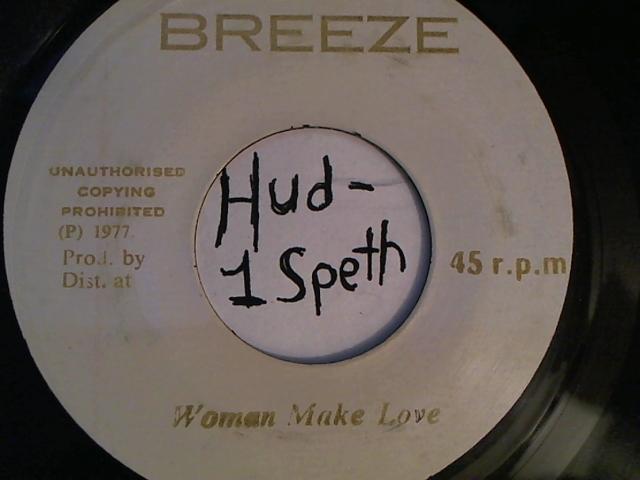 BREEZE
UNAUTHORISED
COPYING
PROHIBITED
(P) 1977
Prod. by
Dist. at
Hud-
1 Speth
45 r.p.m
Woman Make Love